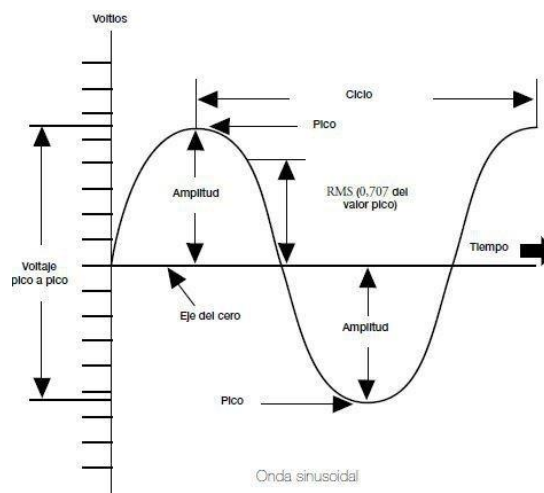 Voltios
Ciclo
Pico
Amplitud
RMS (0,707 del
valor pico)
Tiempo
Voltaje
pico a pico
Eje del cero
Amplitud
Pico
Onda sinusoidal